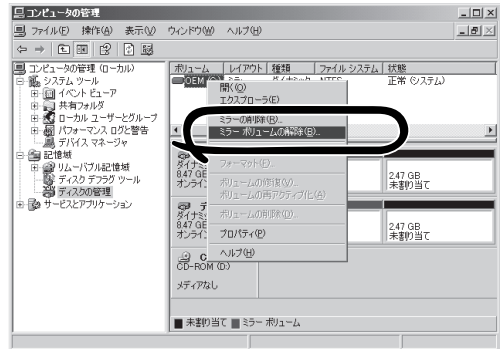 コンピュータの管理
ファイル(F) 操作(A) 表示(V) ウィンドウ(W) ヘルプ(H)
コンピュータの管理 (ローカル)
システム ツール
イベント ビューア
共有フォルダ
ローカル ユーザーとグループ
パフォーマンス ログと警告
デバイス マネージャ
記憶域
リムーバブル記憶域
ディスク デフラグ ツール
ディスクの管理
サービスとアプリケーション
ボリューム レイアウト 種類 ファイル システム 状態
正常 (システム)
開く(O)
エクスプローラ(E)
ミラーの削除(R)...
ミラー ボリュームの解除(B)...
フォーマット(F)...
ボリュームの修復(V)...
ボリュームの再アクティブ化(A)
ボリュームの削除(D)...
プロパティ(P)
ヘルプ(H)
8.47 GB
オンライン
2.47 GB
未割り当て
8.47 GB
オンライン
2.47 GB
未割り当て
CD-ROM (D:)
メディアなし
未割り当て ミラー ボリューム